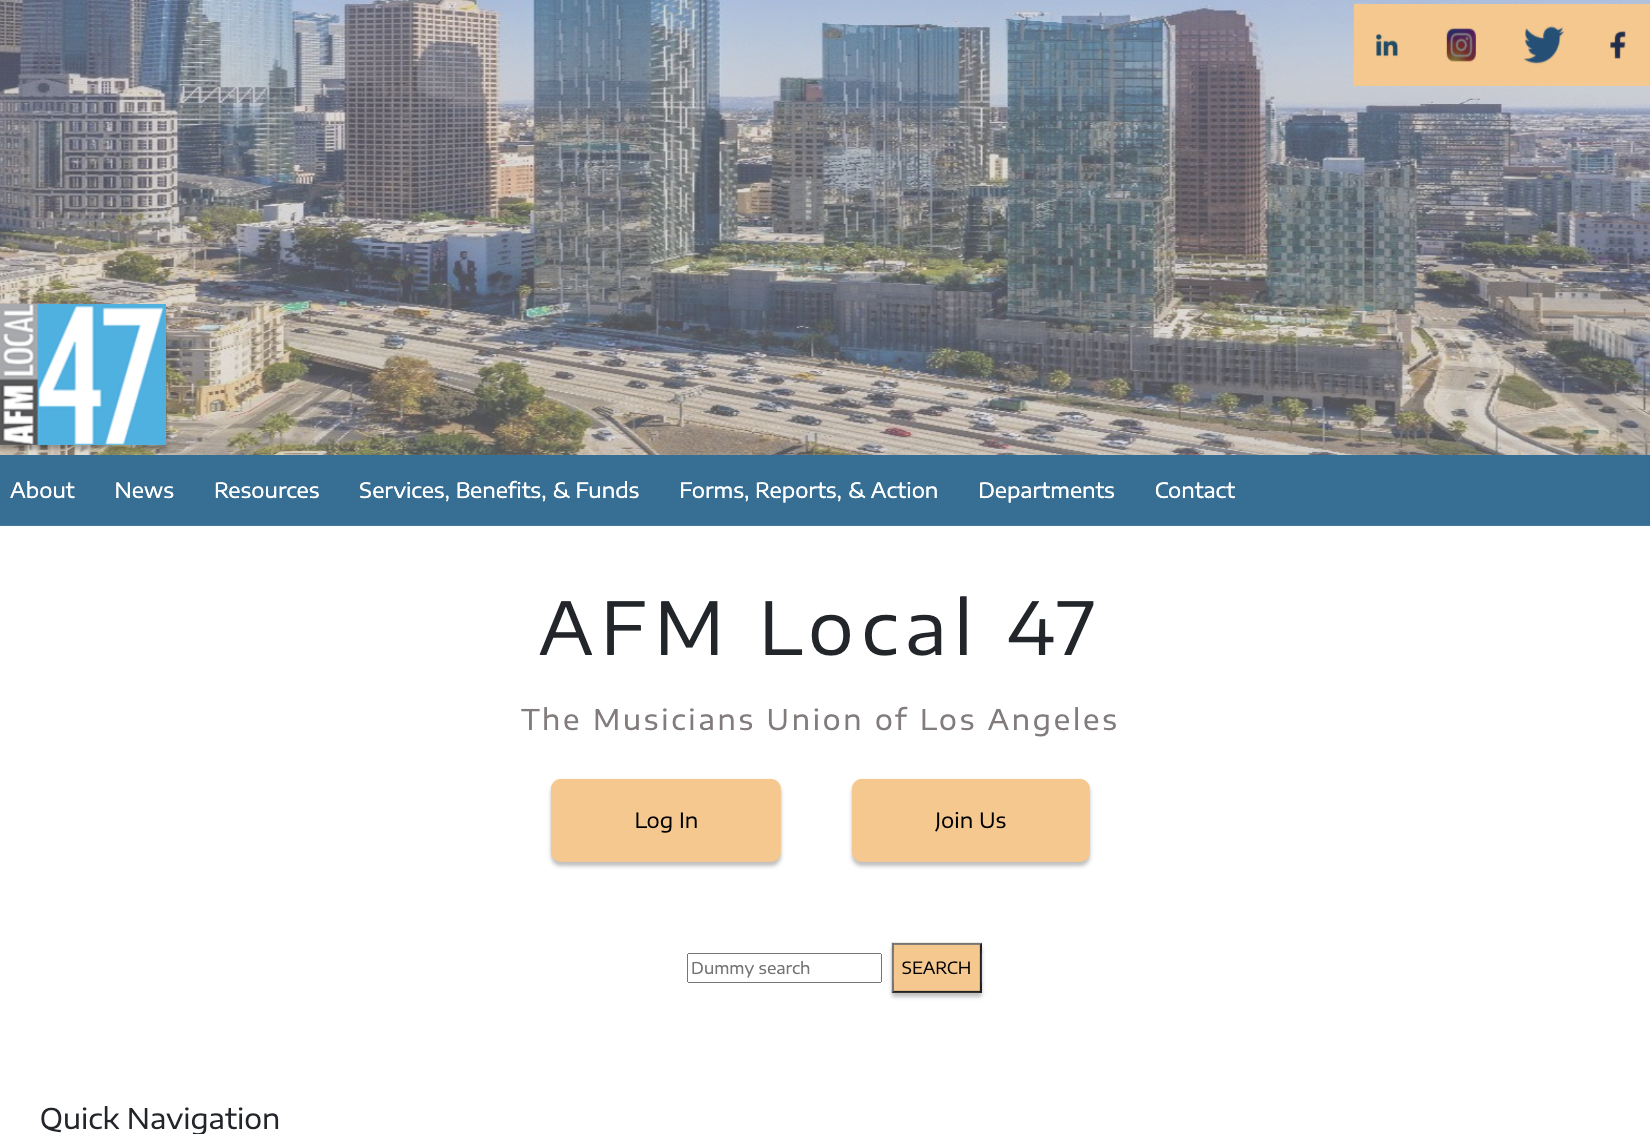 in
AFM LOCAL
47
About
News
Resources
Services, Benefits, & Funds
Forms, Reports, & Action
Departments
Contact
AFM Local 47
The Musicians Union of Los Angeles
Log In
Join Us
Dummy search
SEARCH
Quick Navigation